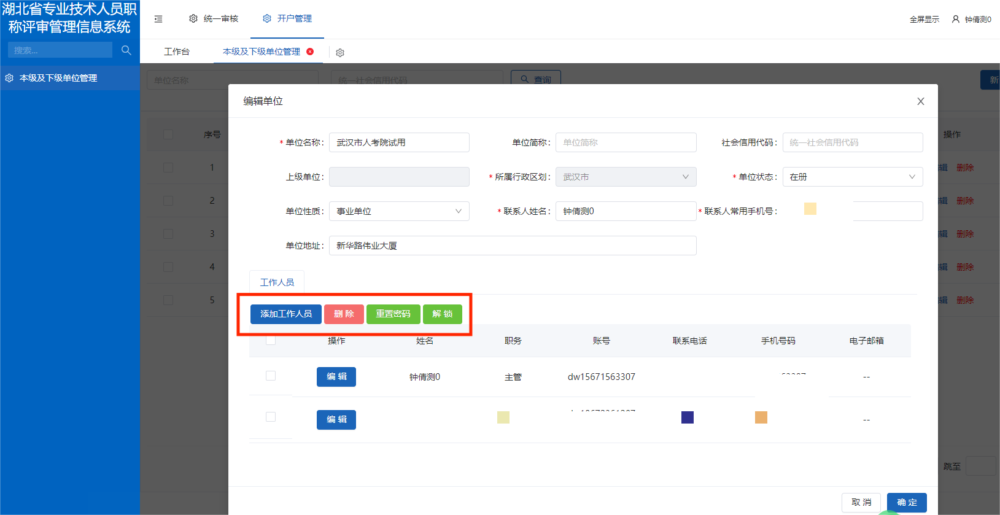 湖北省专业技术人员职
称评审管理信息系统
统一审核
开户管理
全屏显示
钟倩测0
搜索...
工作台
本级及下级单位管理
本级及下级单位管理
单位名称
统一社会信用代码
查询
新
编辑单位
序号
操作
* 单位名称：
武汉市人考院试用
单位简称：
单位简称
社会信用代码：
统一社会信用代码
1
辑 删除
上级单位：
* 所属行政区划：
武汉市
* 单位状态：
在册
2
辑 删除
单位性质：
事业单位
* 联系人姓名：
钟倩测0
* 联系人常用手机号：
3
辑 删除
单位地址：
新华路伟业大厦
4
辑 删除
工作人员
5
辑 删除
添加工作人员 删 除 重置密码 解 锁
操作 姓名 职务 账号 联系电话 手机号码 电子邮箱
编 辑 钟倩测0 主管 dw15671563307 --
编 辑 --
跳至
取 消 确 定